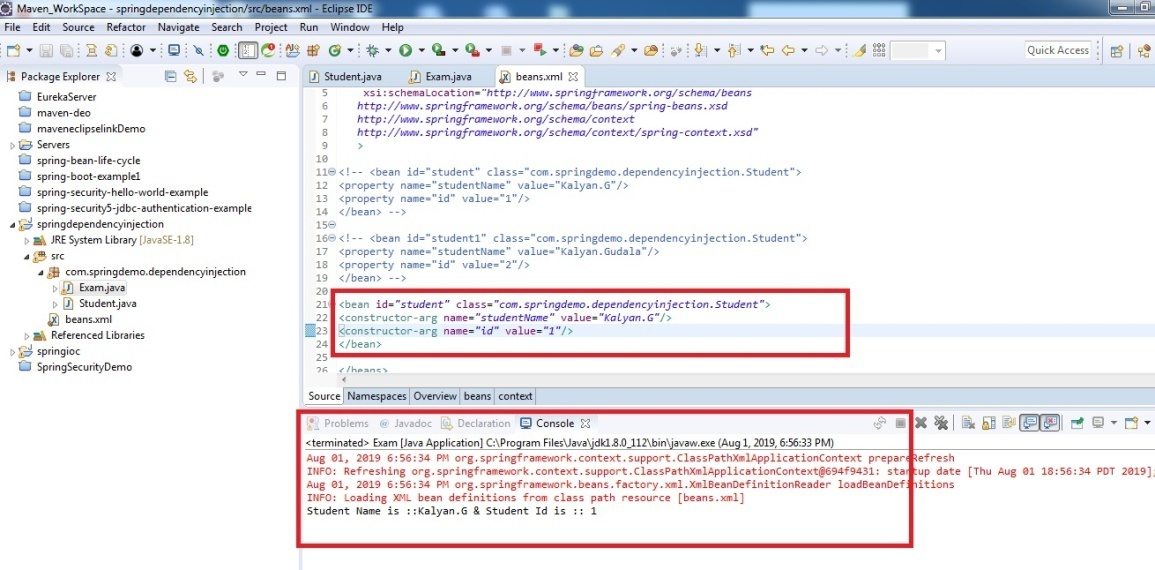 Maven_WorkSpace - springdependencyinjection/src/beans.xml - Eclipse IDE
File Edit Source Refactor Navigate Search Project Run Window Help
Quick Access
Package Explorer
EurekaServer
maven-deo
maveneclipselinkDemo
Servers
spring-bean-life-cycle
spring-boot-example1
spring-security-hello-world-example
spring-security5-jdbc-authentication-example
springdependencyinjection
JRE System Library [JavaSE-1.8]
src
com.springdemo.dependencyinjection
Exam.java
Student.java
beans.xml
Referenced Libraries
springioc
SpringSecurityDemo
Student.java Exam.java beans.xml
5 xsi:schemaLocation="http://www.springframework.org/schema/beans
6 http://www.springframework.org/schema/beans/spring-beans.xsd
7 http://www.springframework.org/schema/context
8 http://www.springframework.org/schema/context/spring-context.xsd"
9 >
10
11 <!-- <bean id="student" class="com.springdemo.dependencyinjection.Student">
12 <property name="studentName" value="Kalyan.G"/>
13 <property name="id" value="1"/>
14 </bean> -->
15
16 <!-- <bean id="student1" class="com.springdemo.dependencyinjection.Student">
17 <property name="studentName" value="Kalyan.Gudala"/>
18 <property name="id" value="2"/>
19 </bean> -->
20
21 <bean id="student" class="com.springdemo.dependencyinjection.Student">
22 <constructor-arg name="studentName" value="Kalyan.G"/>
23 <constructor-arg name="id" value="1"/>
24 </bean>
25
26 </beans>
Source Namespaces Overview beans context
Problems @ Javadoc Declaration Console
<terminated> Exam [Java Application] C:\Program Files\Java\jdk1.8.0_112\bin\javaw.exe (Aug 1, 2019, 6:56:33 PM)
Aug 01, 2019 6:56:34 PM org.springframework.context.support.ClassPathXmlApplicationContext prepareRefresh
INFO: Refreshing org.springframework.context.support.ClassPathXmlApplicationContext@694f9431: startup date [Thu Aug 01 18:56:34 PDT 2019];
Aug 01, 2019 6:56:34 PM org.springframework.beans.factory.xml.XmlBeanDefinitionReader loadBeanDefinitions
INFO: Loading XML bean definitions from class path resource [beans.xml]
Student Name is ::Kalyan.G & Student Id is :: 1